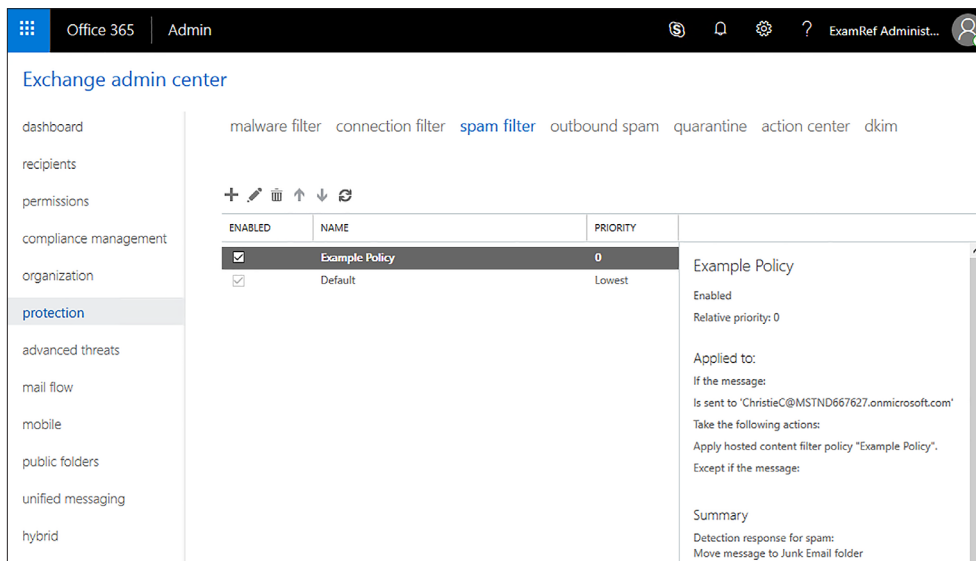 Office 365 Admin ? ExamRef Administ...
Exchange admin center
dashboard
recipients
permissions
compliance management
organization
protection
advanced threats
mail flow
mobile
public folders
unified messaging
hybrid
malware filter connection filter spam filter outbound spam quarantine action center dkim
ENABLED NAME PRIORITY
Example Policy 0
Default Lowest
Example Policy
Enabled
Relative priority: 0
Applied to:
If the message:
Is sent to 'ChristieC@MSTND667627.onmicrosoft.com'
Take the following actions:
Apply hosted content filter policy "Example Policy".
Except if the message:
Summary
Detection response for spam:
Move message to Junk Email folder